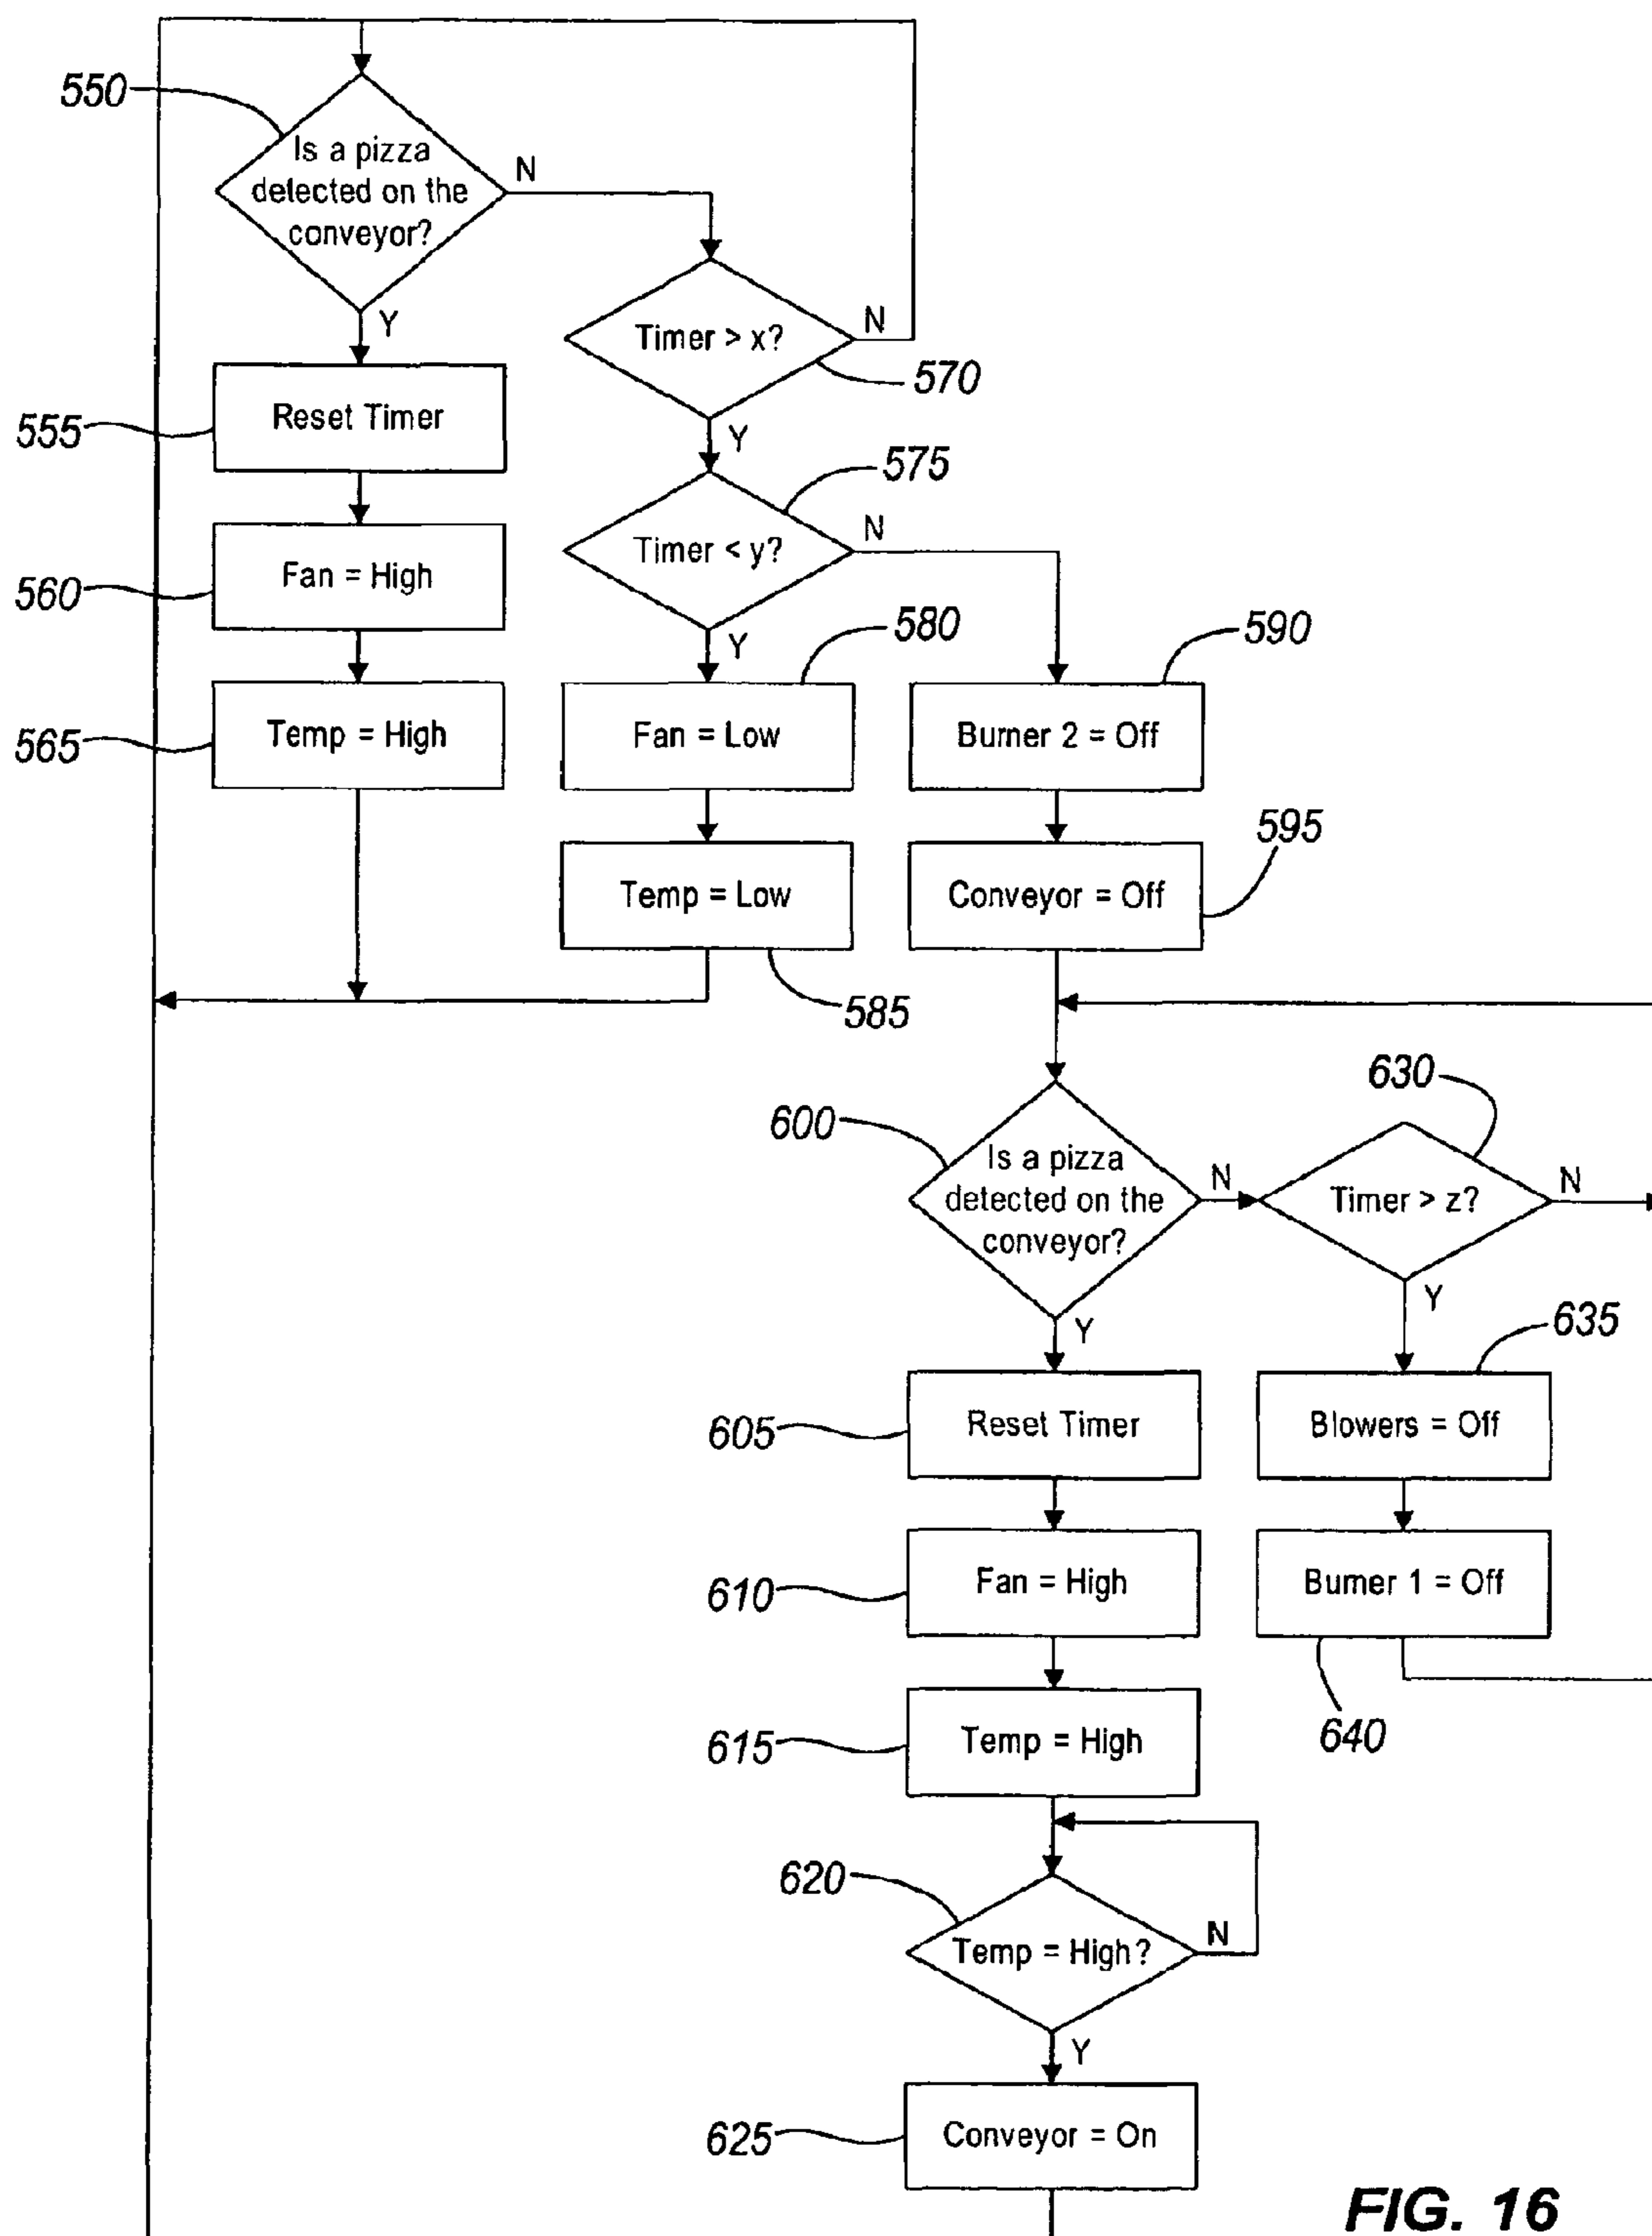 550
Is a pizza
detected on the
conveyor?
N
Y
Timer > x?
N
570
Y
555
Reset Timer
575
Timer < y?
N
Y
560
Fan = High
580
590
565
Temp = High
Fan = Low
Burner 2 = Off
595
Temp = Low
Conveyor = Off
585
600
Is a pizza
detected on the
conveyor?
N
Y
630
Timer > z?
N
Y
635
605
Reset Timer
Blowers = Off
610
Fan = High
Burner 1 = Off
640
615
Temp = High
620
Temp = High?
N
Y
625
Conveyor = On
FIG. 16